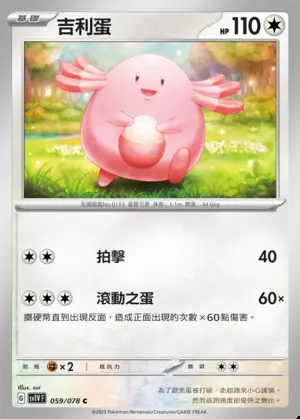 基礎
吉利蛋
HP 110
全國圖鑑No.0113 蛋蛋寶可夢 身高：1.1m 體重：34.6kg
拍擊 40
滾動之蛋 60×
擲硬幣直到出現反面，造成正面出現的次數×60點傷害。
弱點 ×2 抵抗力 撤退
Illus. sui
G SV1V F 059/078 C
為了避免蛋被打破，走起路來小心謹慎。
然而逃跑速度卻是快的無比。
©2023 Pokémon/Nintendo/Creatures/GAME FREAK